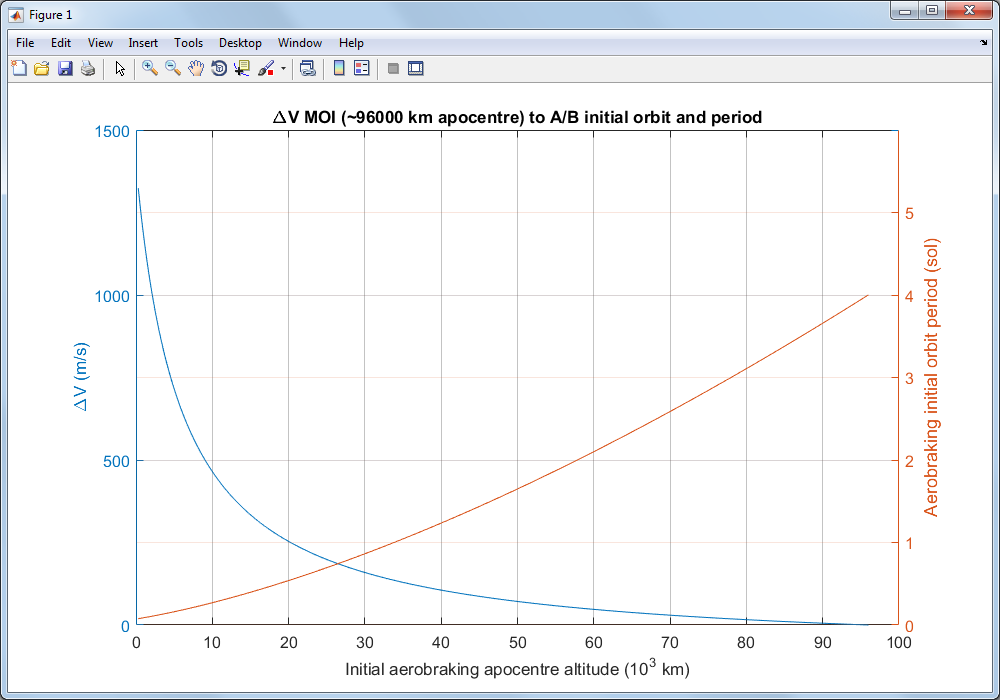 Figure 1
File Edit View Insert Tools Desktop Window Help
ΔV MOI (~96000 km apocentre) to A/B initial orbit and period
1500
1000
500
0
ΔV (m/s)
5
4
3
2
1
0
Aerobraking initial orbit period (sol)
0 10 20 30 40 50 60 70 80 90 100
Initial aerobraking apocentre altitude (10³ km)